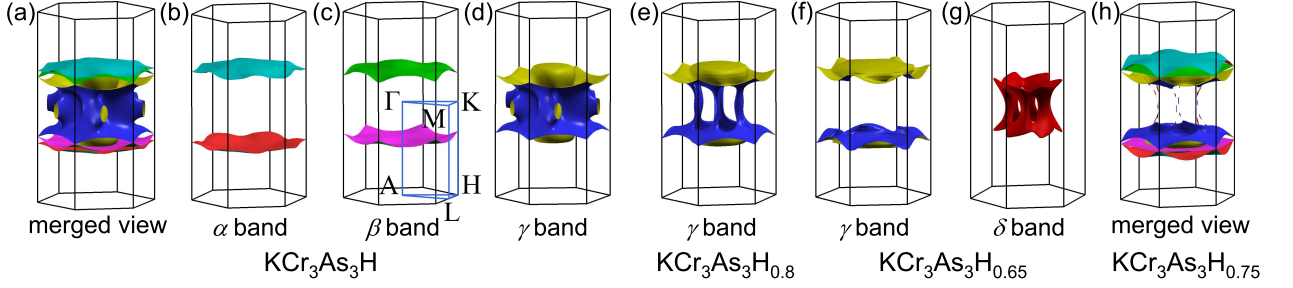 (a) (b) (c) (d) (e) (f) (g) (h)
Γ K
M
A H
L
merged view α band β band γ band γ band γ band δ band merged view
KCr₃As₃H KCr₃As₃H₀.₈ KCr₃As₃H₀.₆₅ KCr₃As₃H₀.₇₅